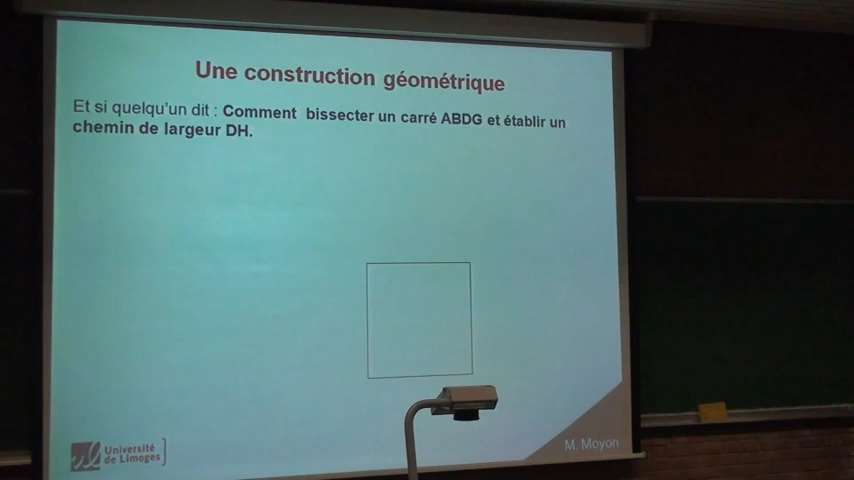 Une construction géométrique
Et si quelqu'un dit : Comment bissecter un carré ABDG et établir un
chemin de largeur DH.
Université
de Limoges
M. Moyon